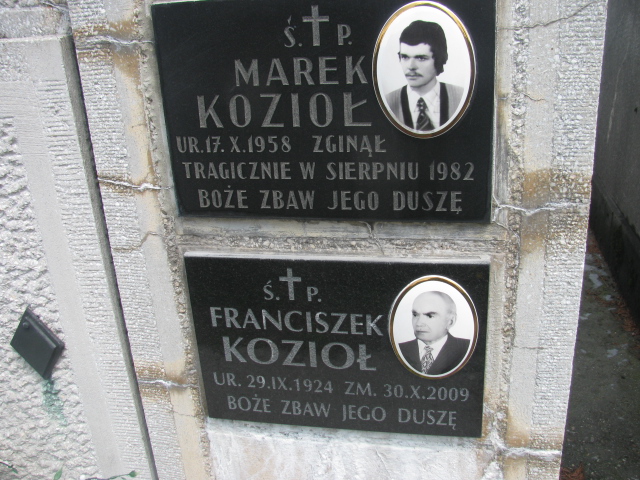 Ś. P.
MAREK
KOZIOŁ
UR.17.X.1958 ZGINĄŁ
TRAGICZNIE W SIERPNIU 1982
BOŻE ZBAW JEGO DUSZĘ
Ś. P.
FRANCISZEK
KOZIOŁ
UR. 29.IX.1924 ZM. 30.X.2009
BOŻE ZBAW JEGO DUSZĘ